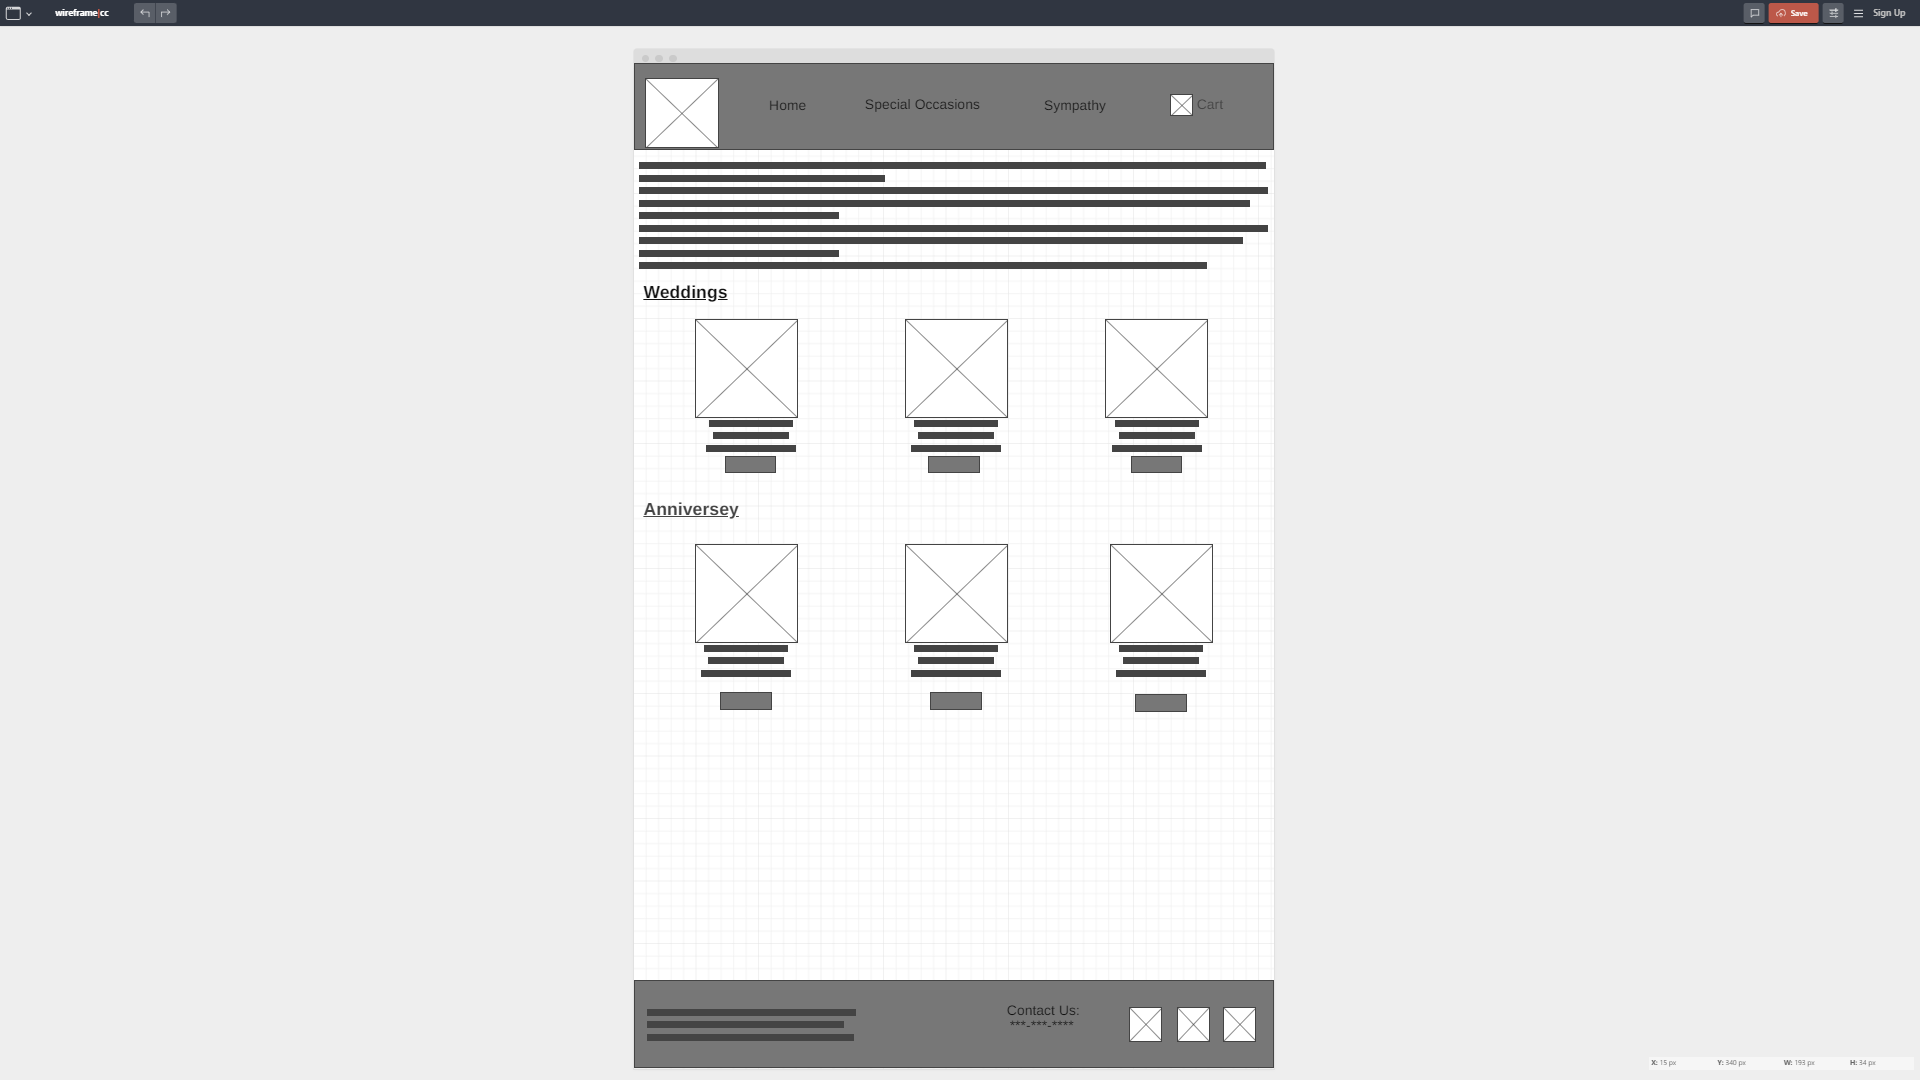 wireframe|cc
Save
Sign Up
Home
Special Occasions
Sympathy
Cart
Weddings
Anniversey
Contact Us:
***-***-****
X: 15 px Y: 340 px W: 193 px H: 34 px